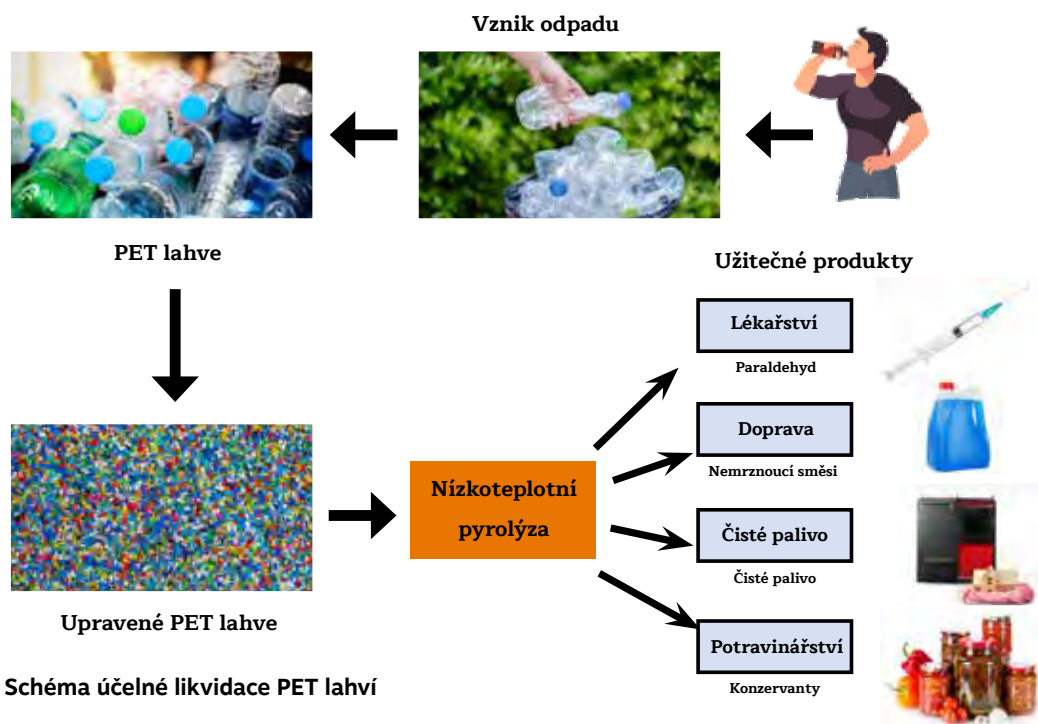 Vznik odpadu
PET lahve
Užitečné produkty
Lékařství
Paraldehyd
Doprava
Nemrznoucí směsi
Nízkoteplotní
pyrolýza
Čisté palivo
Čisté palivo
Upravené PET lahve
Potravinářství
Konzervanty
Schéma účelné likvidace PET lahví